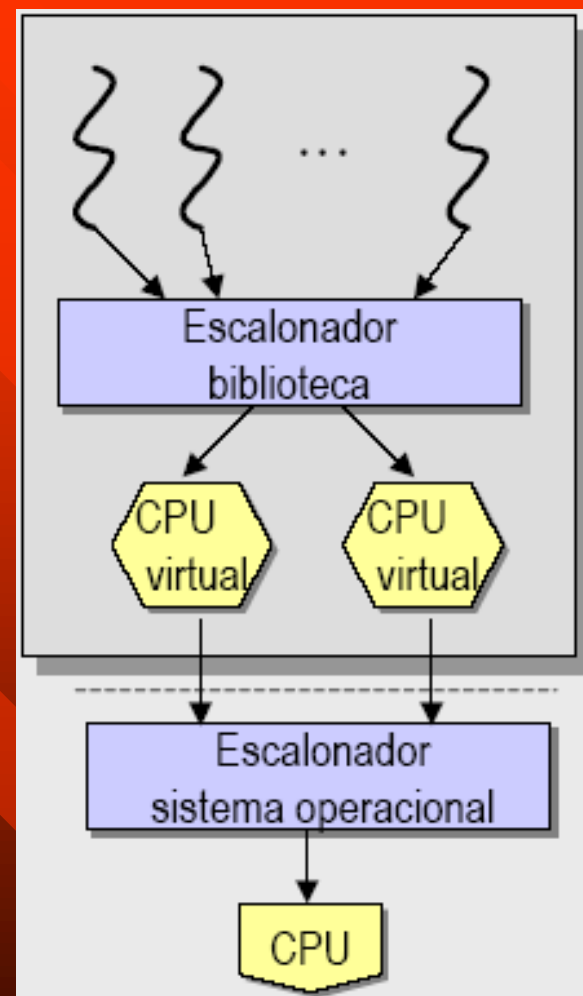 ...
Escalonador
biblioteca
CPU
virtual
CPU
virtual
Escalonador
sistema operacional
CPU